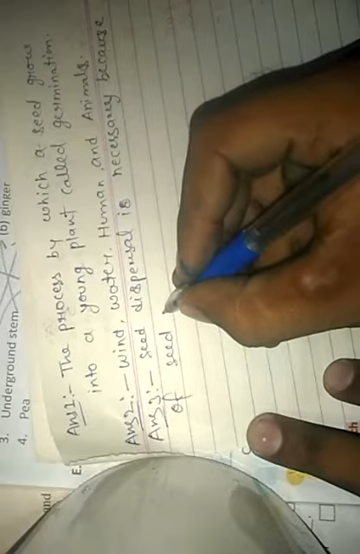 3. Underground stem
(b) ginger
4. Pea
E.
Ans1:- The process by which a seed grows
into a young plant called germination.
Ans2:- Wind, water, Human and Animals.
Ans3:- seed dispersal is necessary because
of seed